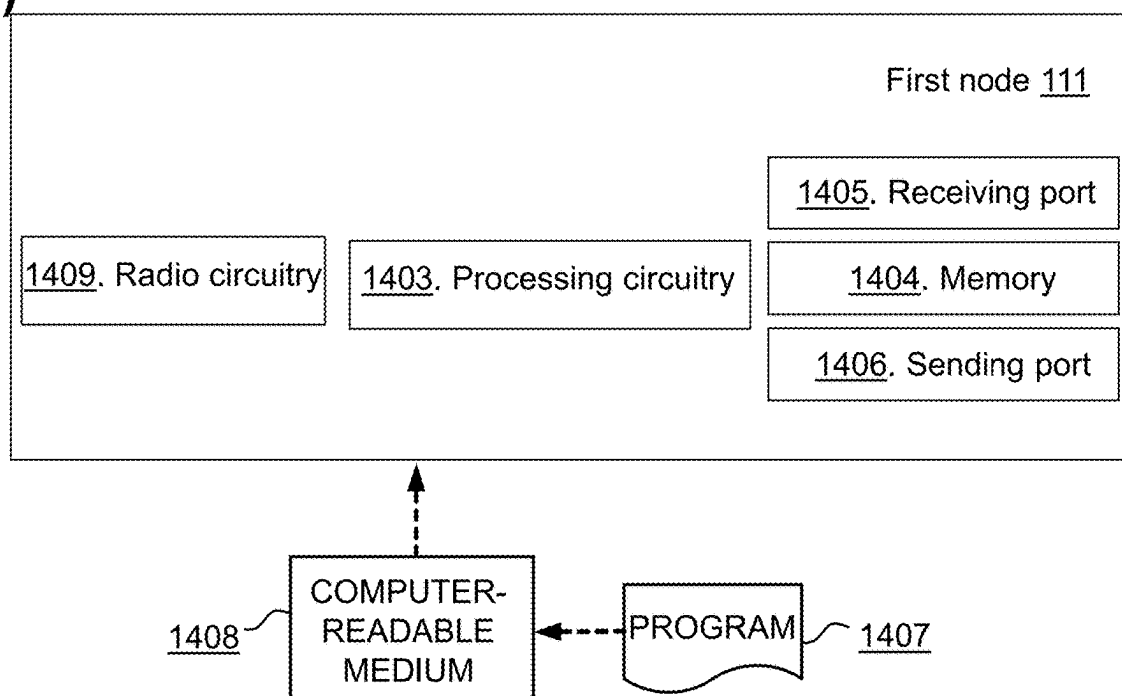 First node 111
1405. Receiving port
1409. Radio circuitry
1403. Processing circuitry
1404. Memory
1406. Sending port
COMPUTER-
READABLE
MEDIUM
1408
PROGRAM
1407